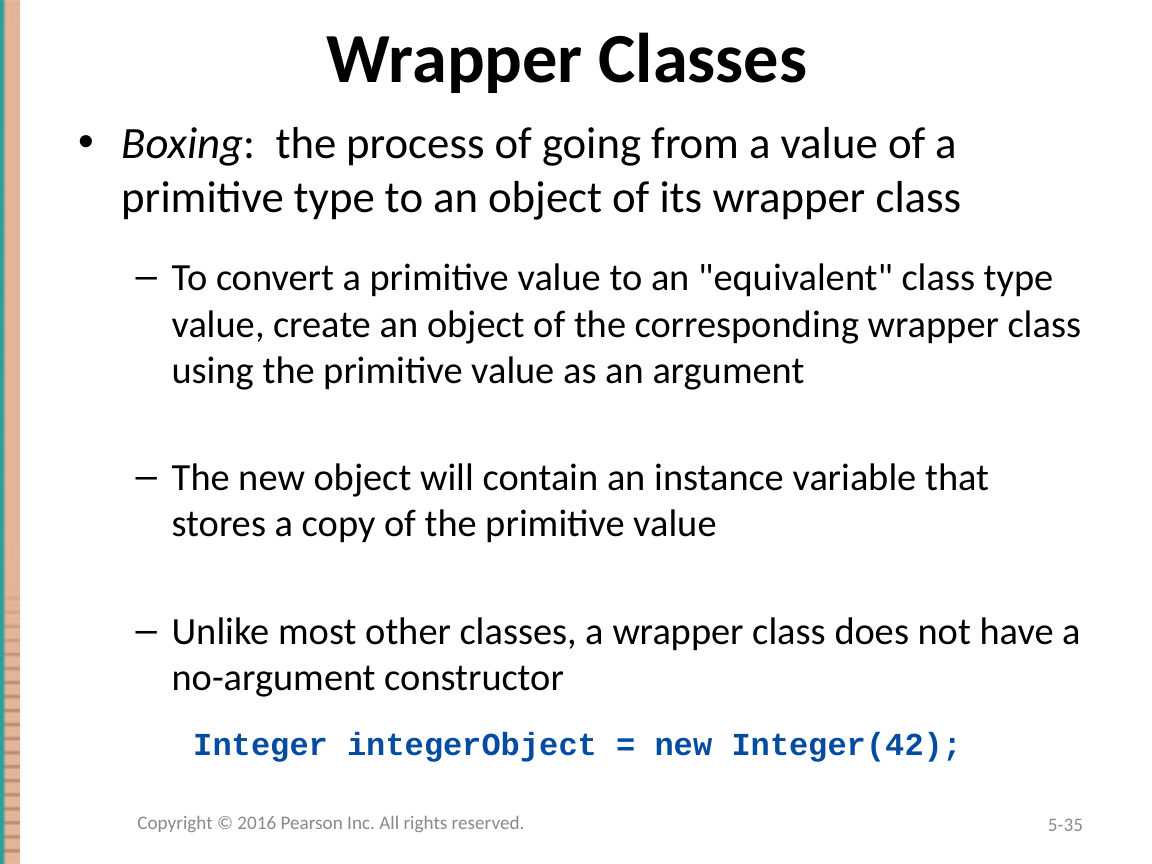 Wrapper Classes
• Boxing:  the process of going from a value of a
primitive type to an object of its wrapper class
– To convert a primitive value to an "equivalent" class type
value, create an object of the corresponding wrapper class
using the primitive value as an argument
– The new object will contain an instance variable that
stores a copy of the primitive value
– Unlike most other classes, a wrapper class does not have a
no-argument constructor
Integer integerObject = new Integer(42);
Copyright © 2016 Pearson Inc. All rights reserved.
5-35